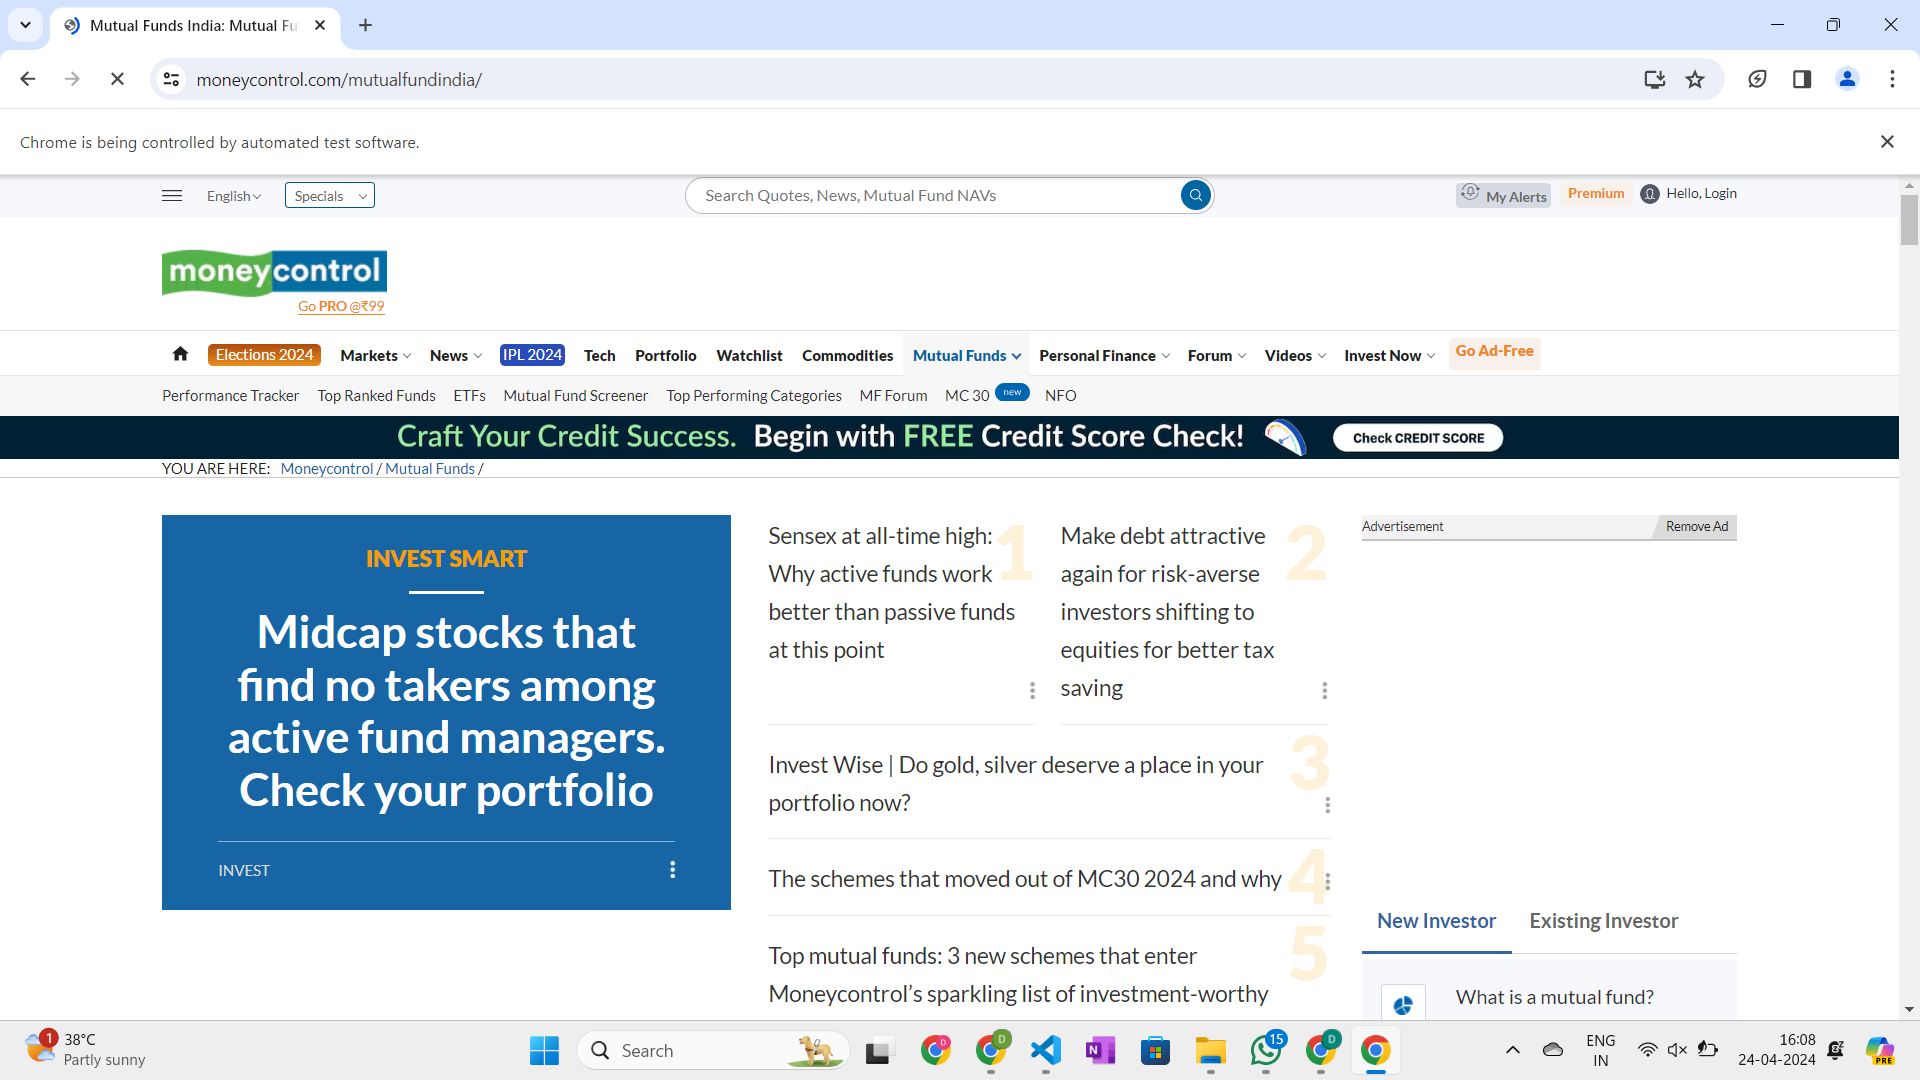 Mutual Funds India: Mutual Fu
moneycontrol.com/mutualfundindia/
Chrome is being controlled by automated test software.
English
Specials
Search Quotes, News, Mutual Fund NAVs
My Alerts
Premium
Hello, Login
moneycontrol
Go PRO @₹99
Elections 2024 Markets News IPL 2024 Tech Portfolio Watchlist Commodities Mutual Funds Personal Finance Forum Videos Invest Now Go Ad-Free
Performance Tracker Top Ranked Funds ETFs Mutual Fund Screener Top Performing Categories MF Forum MC 30 new NFO
Craft Your Credit Success. Begin with FREE Credit Score Check! Check CREDIT SCORE
YOU ARE HERE: Moneycontrol / Mutual Funds /
INVEST SMART
Midcap stocks that
find no takers among
active fund managers.
Check your portfolio
INVEST
1
Sensex at all-time high:
Why active funds work
better than passive funds
at this point
2
Make debt attractive
again for risk-averse
investors shifting to
equities for better tax
saving
3
Invest Wise | Do gold, silver deserve a place in your
portfolio now?
4
The schemes that moved out of MC30 2024 and why
5
Top mutual funds: 3 new schemes that enter
Moneycontrol's sparkling list of investment-worthy
Advertisement
Remove Ad
New Investor Existing Investor
What is a mutual fund?
1
38°C
Partly sunny
Search
D
D
15
D
ENG
IN
16:08
24-04-2024
PRE